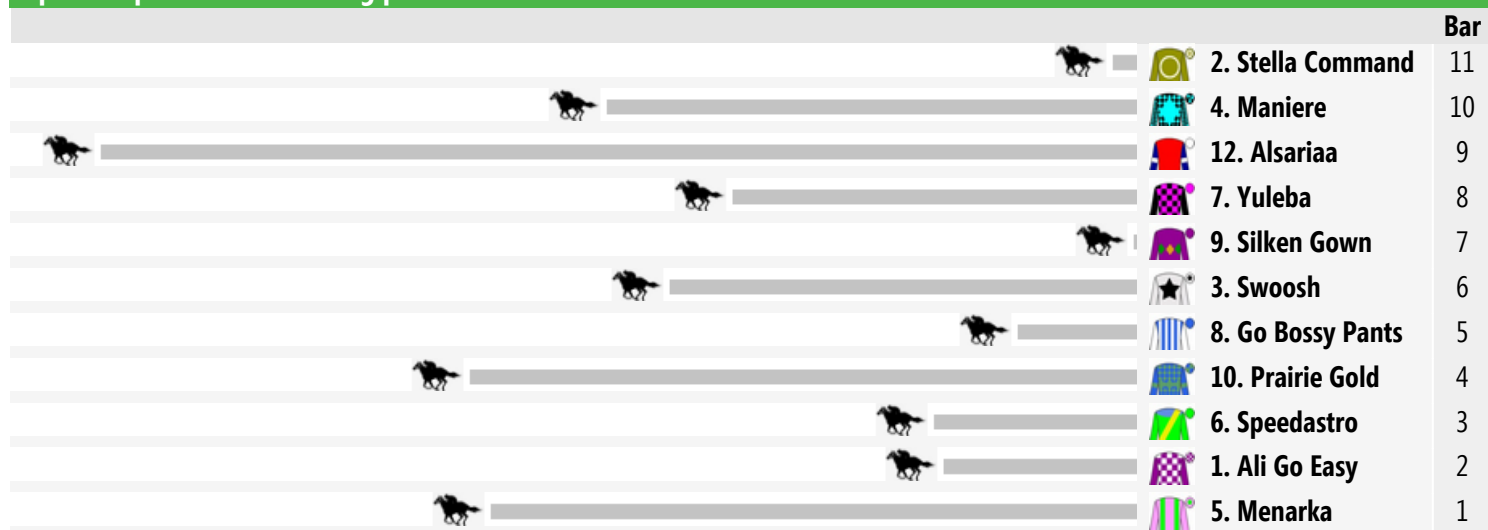 Bar
2. Stella Command 11
4. Maniere 10
12. Alsariaa 9
7. Yuleba 8
9. Silken Gown 7
3. Swoosh 6
8. Go Bossy Pants 5
10. Prairie Gold 4
6. Speedastro 3
1. Ali Go Easy 2
5. Menarka 1